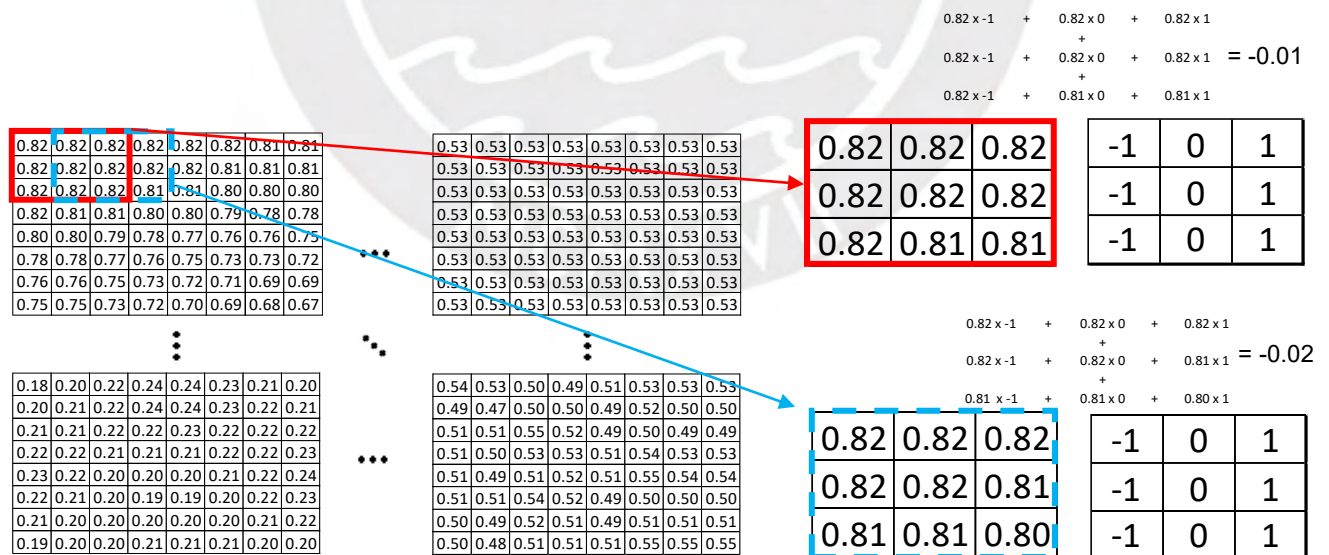 0.82 x -1 + 0.82 x 0 + 0.82 x 1
+
0.82 x -1 + 0.82 x 0 + 0.82 x 1 = -0.01
+
0.82 x -1 + 0.81 x 0 + 0.81 x 1
0.82 0.82 0.82 0.82 0.82 0.82 0.81 0.81
0.82 0.82 0.82 0.82 0.82 0.81 0.81 0.81
0.82 0.82 0.82 0.81 0.81 0.80 0.80 0.80
0.82 0.81 0.81 0.80 0.80 0.79 0.78 0.78
0.80 0.80 0.79 0.78 0.77 0.76 0.76 0.75
0.78 0.78 0.77 0.76 0.75 0.73 0.73 0.72
0.76 0.76 0.75 0.73 0.72 0.71 0.69 0.69
0.75 0.75 0.73 0.72 0.70 0.69 0.68 0.67
0.53 0.53 0.53 0.53 0.53 0.53 0.53 0.53
0.53 0.53 0.53 0.53 0.53 0.53 0.53 0.53
0.53 0.53 0.53 0.53 0.53 0.53 0.53 0.53
0.53 0.53 0.53 0.53 0.53 0.53 0.53 0.53
0.53 0.53 0.53 0.53 0.53 0.53 0.53 0.53
0.53 0.53 0.53 0.53 0.53 0.53 0.53 0.53
0.53 0.53 0.53 0.53 0.53 0.53 0.53 0.53
0.53 0.53 0.53 0.53 0.53 0.53 0.53 0.53
0.82 0.82 0.82
0.82 0.82 0.82
0.82 0.81 0.81
-1 0 1
-1 0 1
-1 0 1
0.82 x -1 + 0.82 x 0 + 0.82 x 1
+
0.82 x -1 + 0.82 x 0 + 0.81 x 1 = -0.02
+
0.81 x -1 + 0.81 x 0 + 0.80 x 1
0.18 0.20 0.22 0.24 0.24 0.23 0.21 0.20
0.20 0.21 0.22 0.24 0.24 0.23 0.22 0.21
0.21 0.21 0.22 0.22 0.23 0.22 0.22 0.22
0.22 0.22 0.21 0.21 0.21 0.22 0.22 0.23
0.23 0.22 0.20 0.20 0.20 0.21 0.22 0.24
0.22 0.21 0.20 0.19 0.19 0.20 0.22 0.23
0.21 0.20 0.20 0.20 0.20 0.20 0.21 0.22
0.19 0.20 0.20 0.21 0.21 0.21 0.20 0.20
0.54 0.53 0.50 0.49 0.51 0.53 0.53 0.53
0.49 0.47 0.50 0.50 0.49 0.52 0.50 0.50
0.51 0.51 0.55 0.52 0.49 0.50 0.49 0.49
0.51 0.50 0.53 0.53 0.51 0.54 0.53 0.53
0.51 0.49 0.51 0.52 0.51 0.55 0.54 0.54
0.51 0.51 0.54 0.52 0.49 0.50 0.50 0.50
0.50 0.49 0.52 0.51 0.49 0.51 0.51 0.51
0.50 0.48 0.51 0.51 0.51 0.55 0.55 0.55
0.82 0.82 0.82
0.82 0.82 0.81
0.81 0.81 0.80
-1 0 1
-1 0 1
-1 0 1